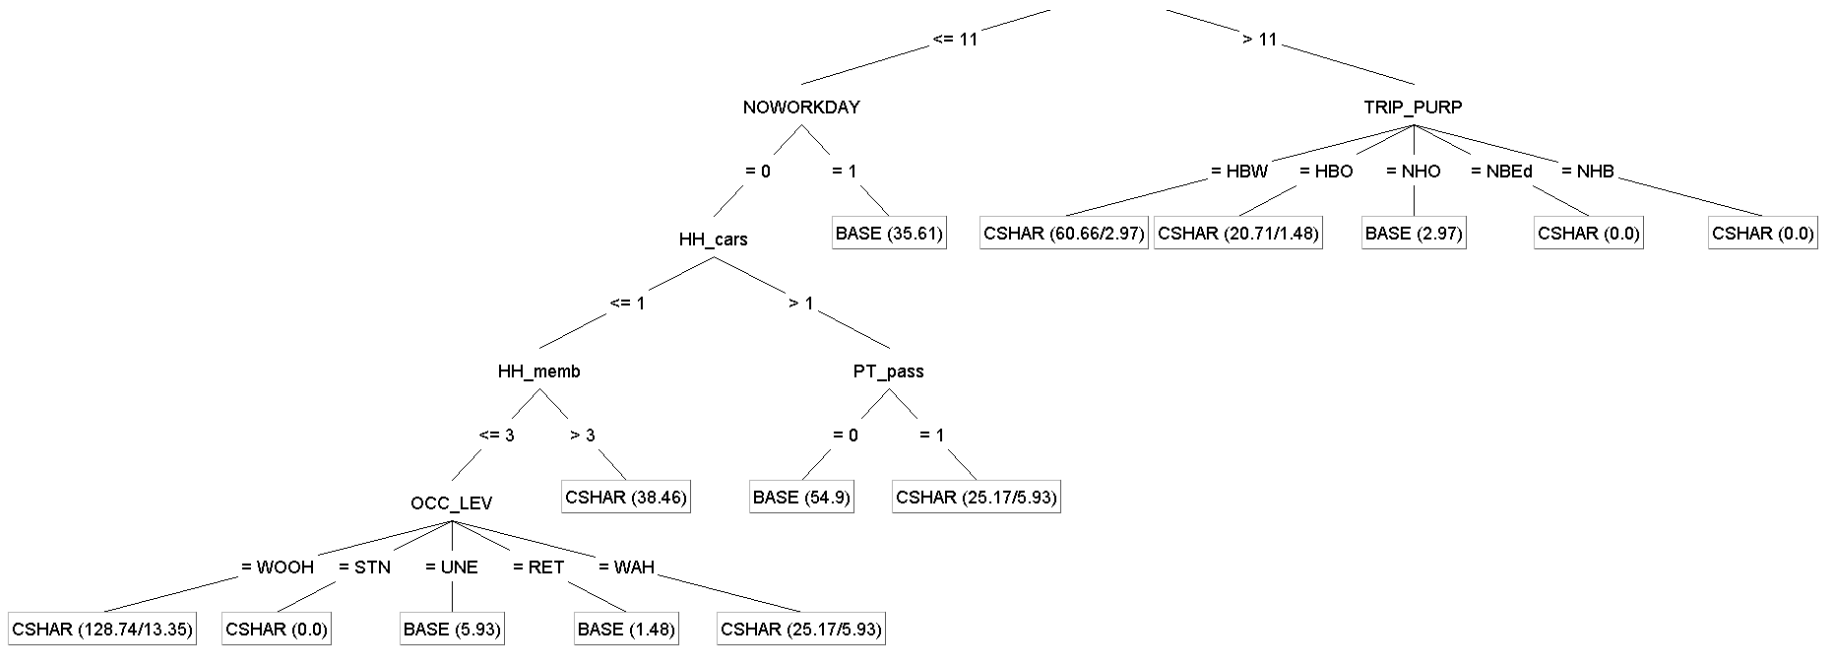 <= 11 > 11
NOWORKDAY TRIP_PURP
= 0 = 1 = HBW = HBO = NHO = NBEd = NHB
HH_cars BASE (35.61) CSHAR (60.66/2.97) CSHAR (20.71/1.48) BASE (2.97) CSHAR (0.0) CSHAR (0.0)
<= 1 > 1
HH_memb PT_pass
<= 3 > 3 = 0 = 1
OCC_LEV CSHAR (38.46) BASE (54.9) CSHAR (25.17/5.93)
= WOOH = STN = UNE = RET = WAH
CSHAR (128.74/13.35) CSHAR (0.0) BASE (5.93) BASE (1.48) CSHAR (25.17/5.93)